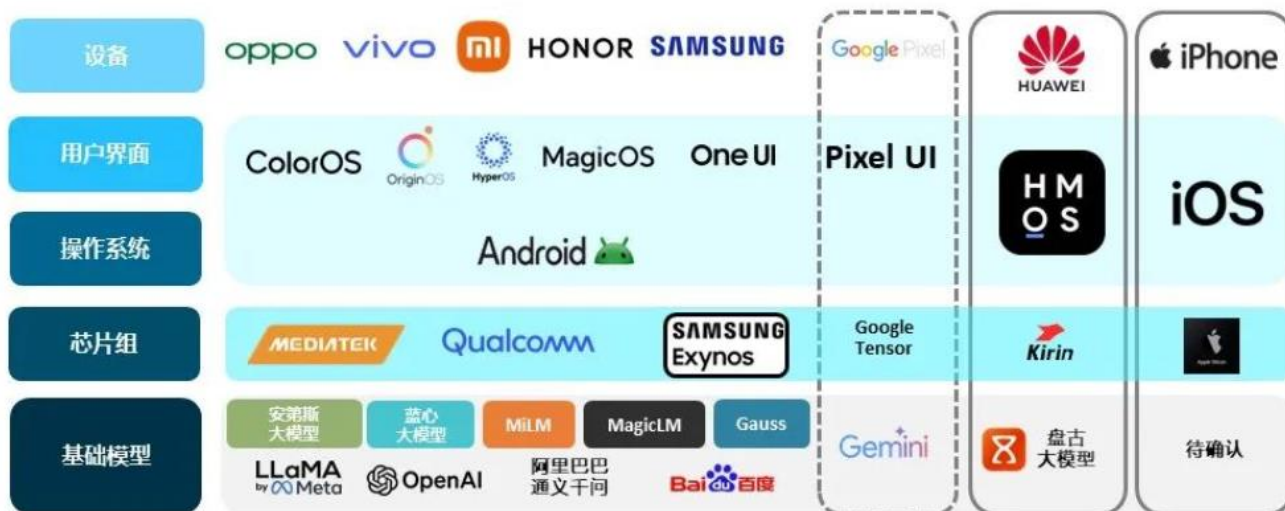 设备
oppo vivo mi HONOR SAMSUNG Google Pixel HUAWEI iPhone
用户界面
ColorOS OriginOS HyperOS MagicOS One UI Pixel UI
HM
OS
iOS
操作系统
Android
芯片组
MEDIATEK Qualcomm SAMSUNG
Exynos
Google
Tensor
Kirin
基础模型
安第斯
大模型
蓝心
大模型
MiLM MagicLM Gauss
Gemini
盘古
大模型
待确认
LLaMA
by Meta
OpenAI
阿里巴巴
通义千问
Bai du 百度